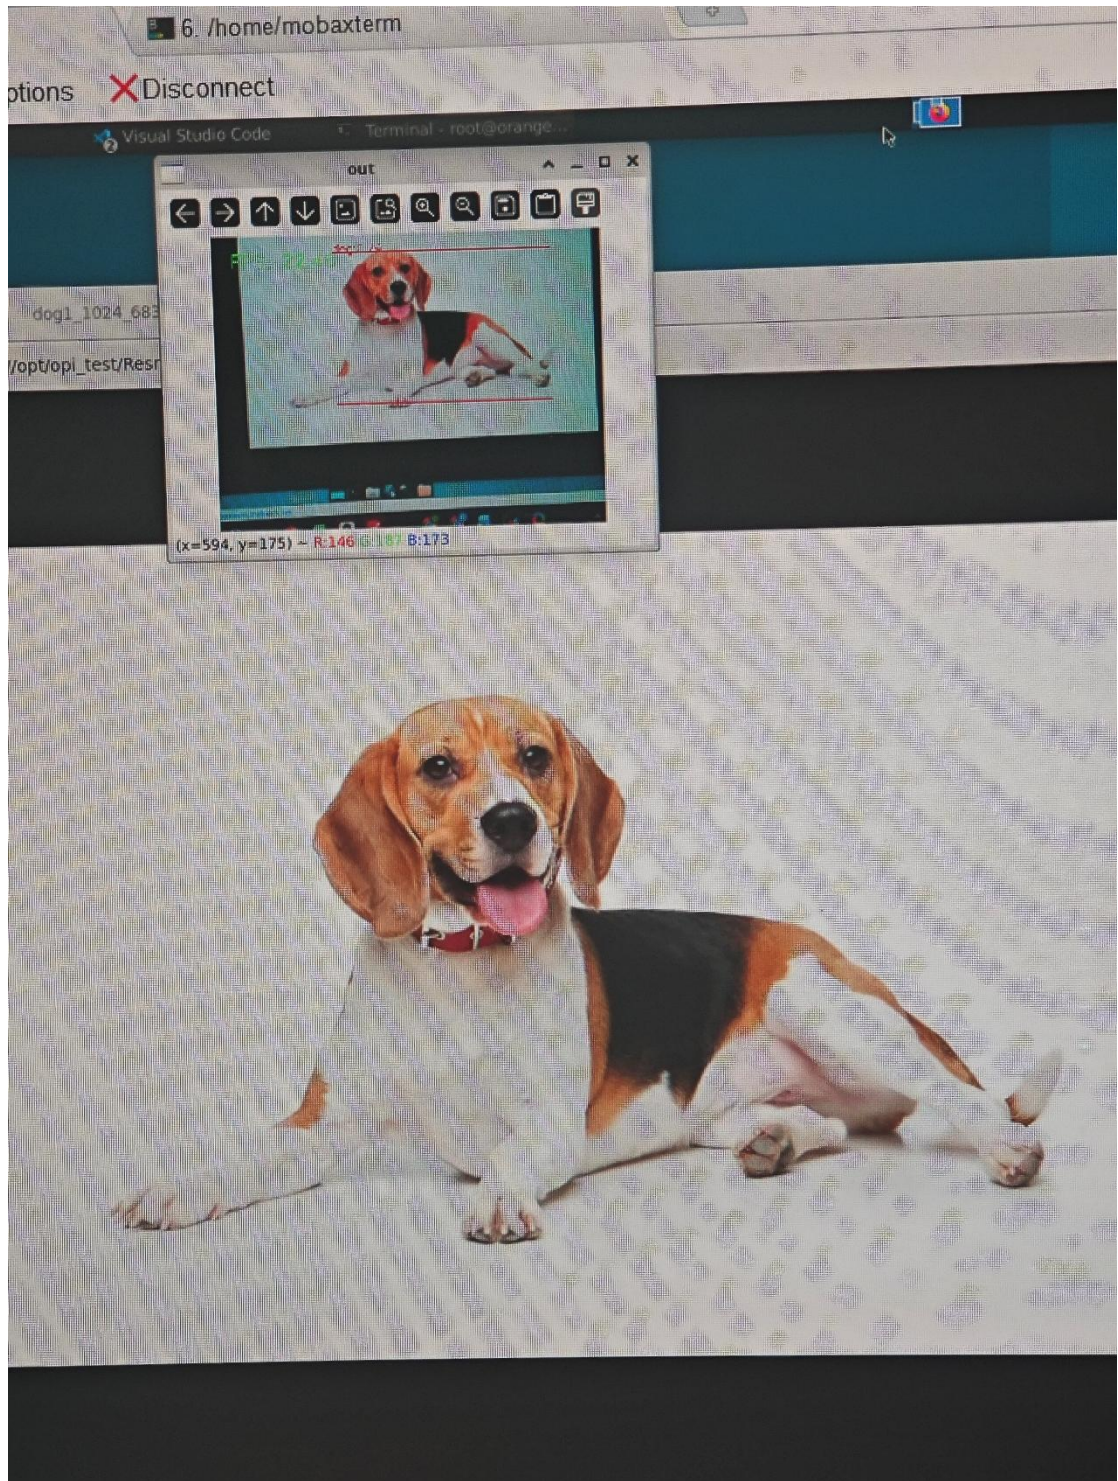 6. /home/mobaxterm
ptions Disconnect
Visual Studio Code
Terminal - root@orange...
out
dog1_1024_683
/opt/opi_test/Resn
(x=594, y=175) ~ R:146 G:187 B:173